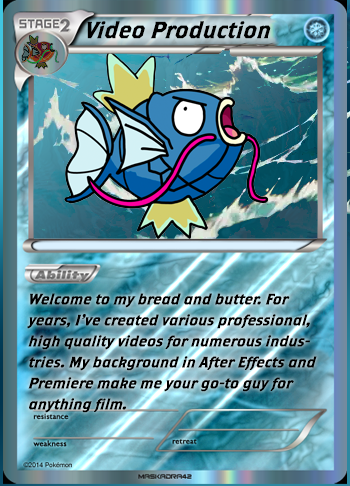 STAGE2
Video Production
Ability
Welcome to my bread and butter. For
years, I've created various professional,
high quality videos for numerous indus-
tries. My background in After Effects and
Premiere make me your go-to guy for
anything film.
resistance
weakness
retreat
©2014 Pokémon
MASKADRA42